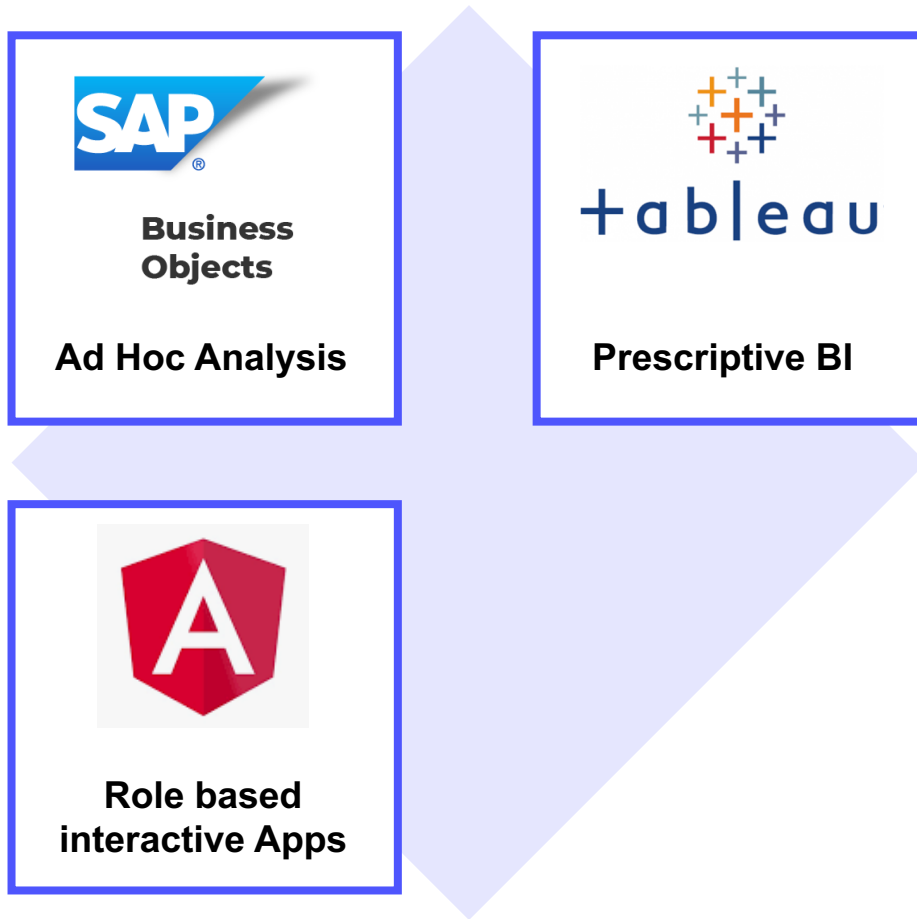 SAP
®
Business
Objects
Ad Hoc Analysis
+ableau
Prescriptive BI
A
Role based
interactive Apps